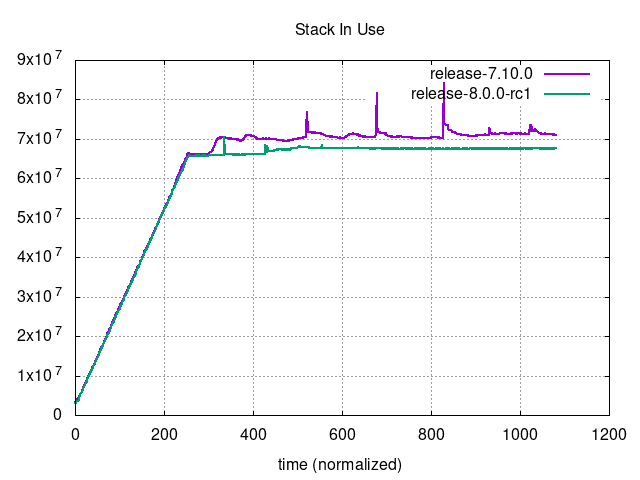 Stack In Use
release-7.10.0
release-8.0.0-rc1
9x10^7
8x10^7
7x10^7
6x10^7
5x10^7
4x10^7
3x10^7
2x10^7
1x10^7
0
0 200 400 600 800 1000 1200
time (normalized)